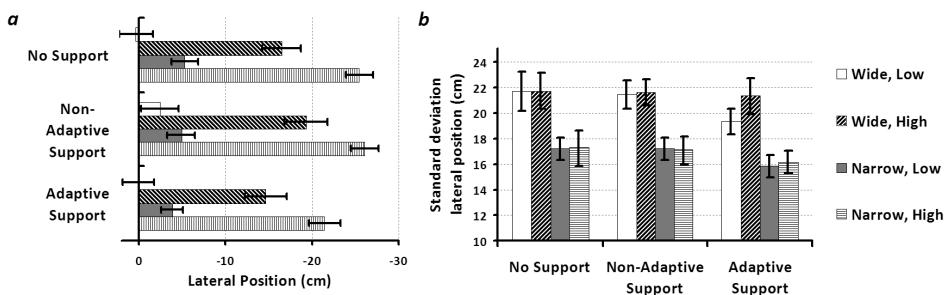 a
No Support
Non-
Adaptive
Support
Adaptive
Support
0 -10 -20 -30
Lateral Position (cm)
b
Standard deviation
lateral position (cm)
24
22
20
18
16
14
12
10
No Support Non-Adaptive Adaptive
Support Support
Wide, Low
Wide, High
Narrow, Low
Narrow, High